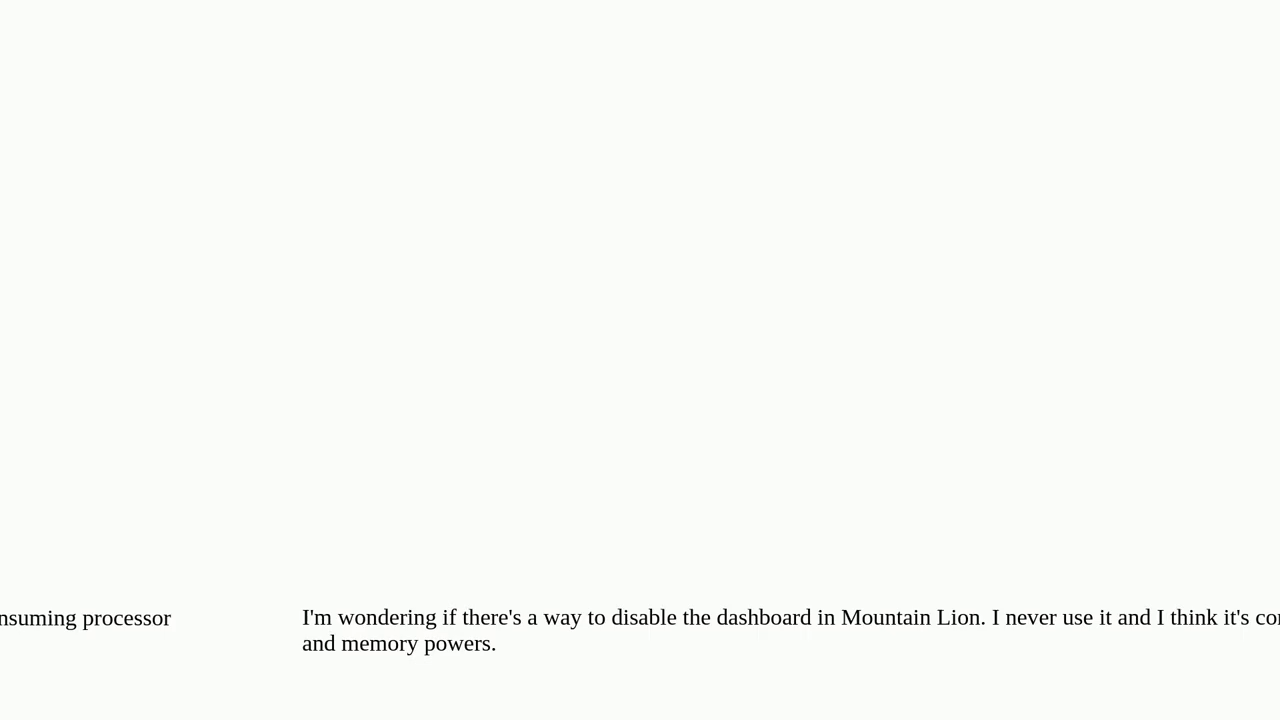 nsuming processor
I'm wondering if there's a way to disable the dashboard in Mountain Lion. I never use it and I think it's con
and memory powers.